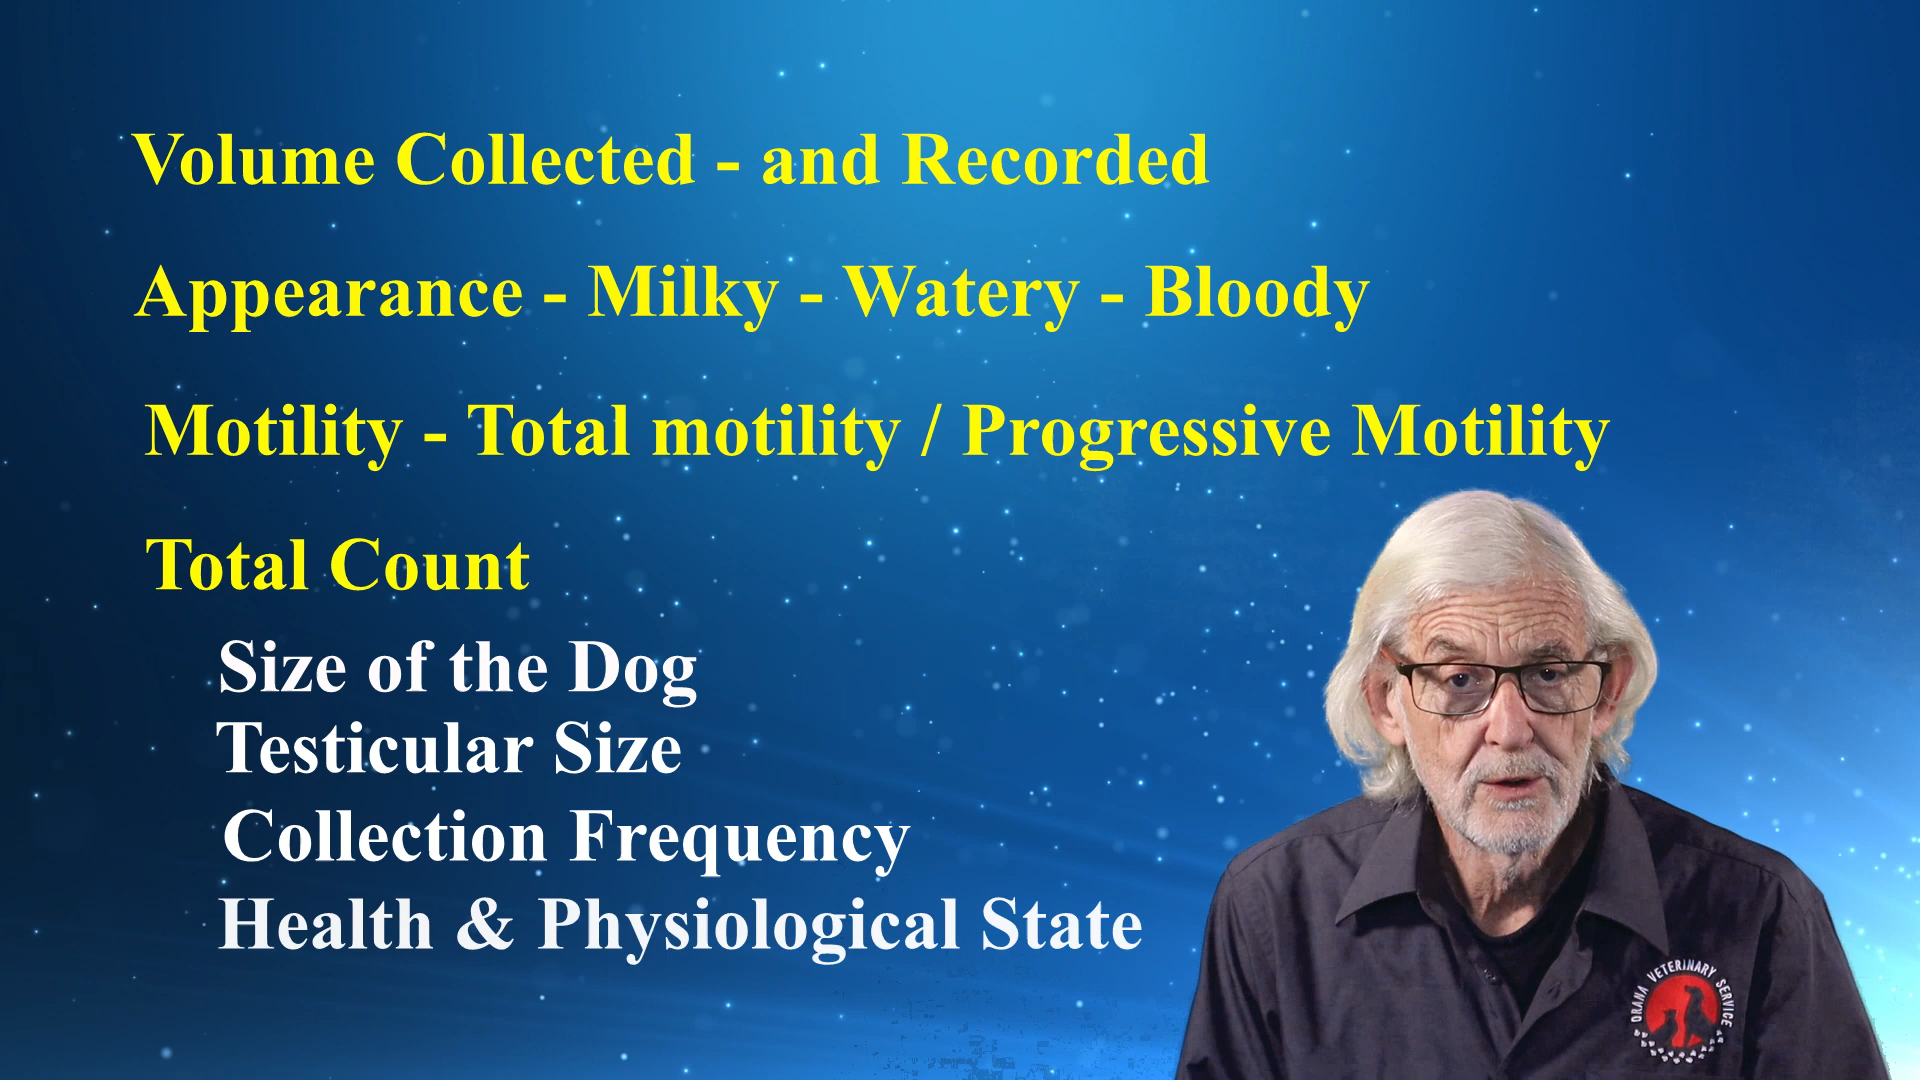 Volume Collected - and Recorded
Appearance - Milky - Watery - Bloody
Motility - Total motility / Progressive Motility
Total Count
Size of the Dog
Testicular Size
Collection Frequency
Health & Physiological State
ORANA VETERINARY SERVICE